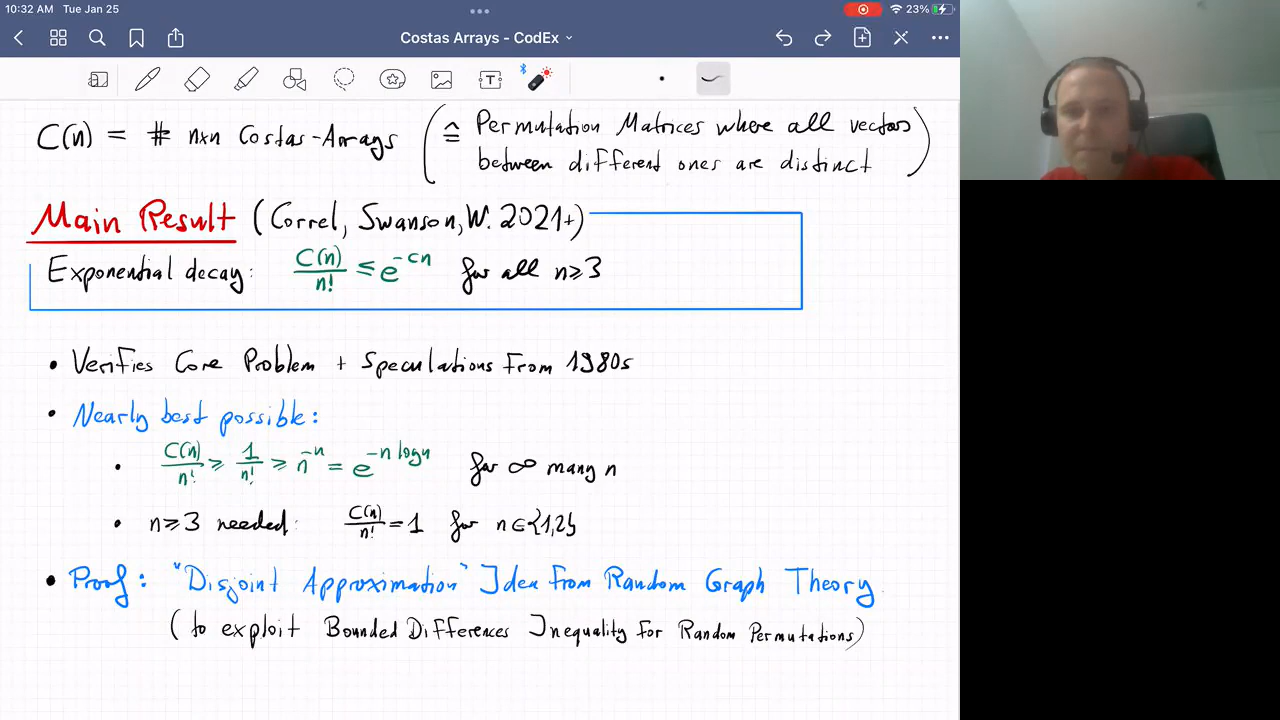 10:32 AM Tue Jan 25
23%
Costas Arrays - CodEx
T
C(n) = # n×n Costas-Arrays (≙ Permutation Matrices where all vectors
between different ones are distinct)
Main Result (Correl, Swanson, W. 2021+)
Exponential decay: C(n)/n! ≤ e^{-cn} for all n≥3
• Verifies Core Problem + Speculations From 1980s
• Nearly best possible:
• C(n)/n! ≥ 1/n! ≥ n^{-n} = e^{-n log n} for ∞ many n
• n≥3 needed: C(n)/n! = 1 for n∈{1,2}
• Proof: "Disjoint Approximation" Idea From Random Graph Theory
(to exploit Bounded Differences Inequality For Random Permutations)